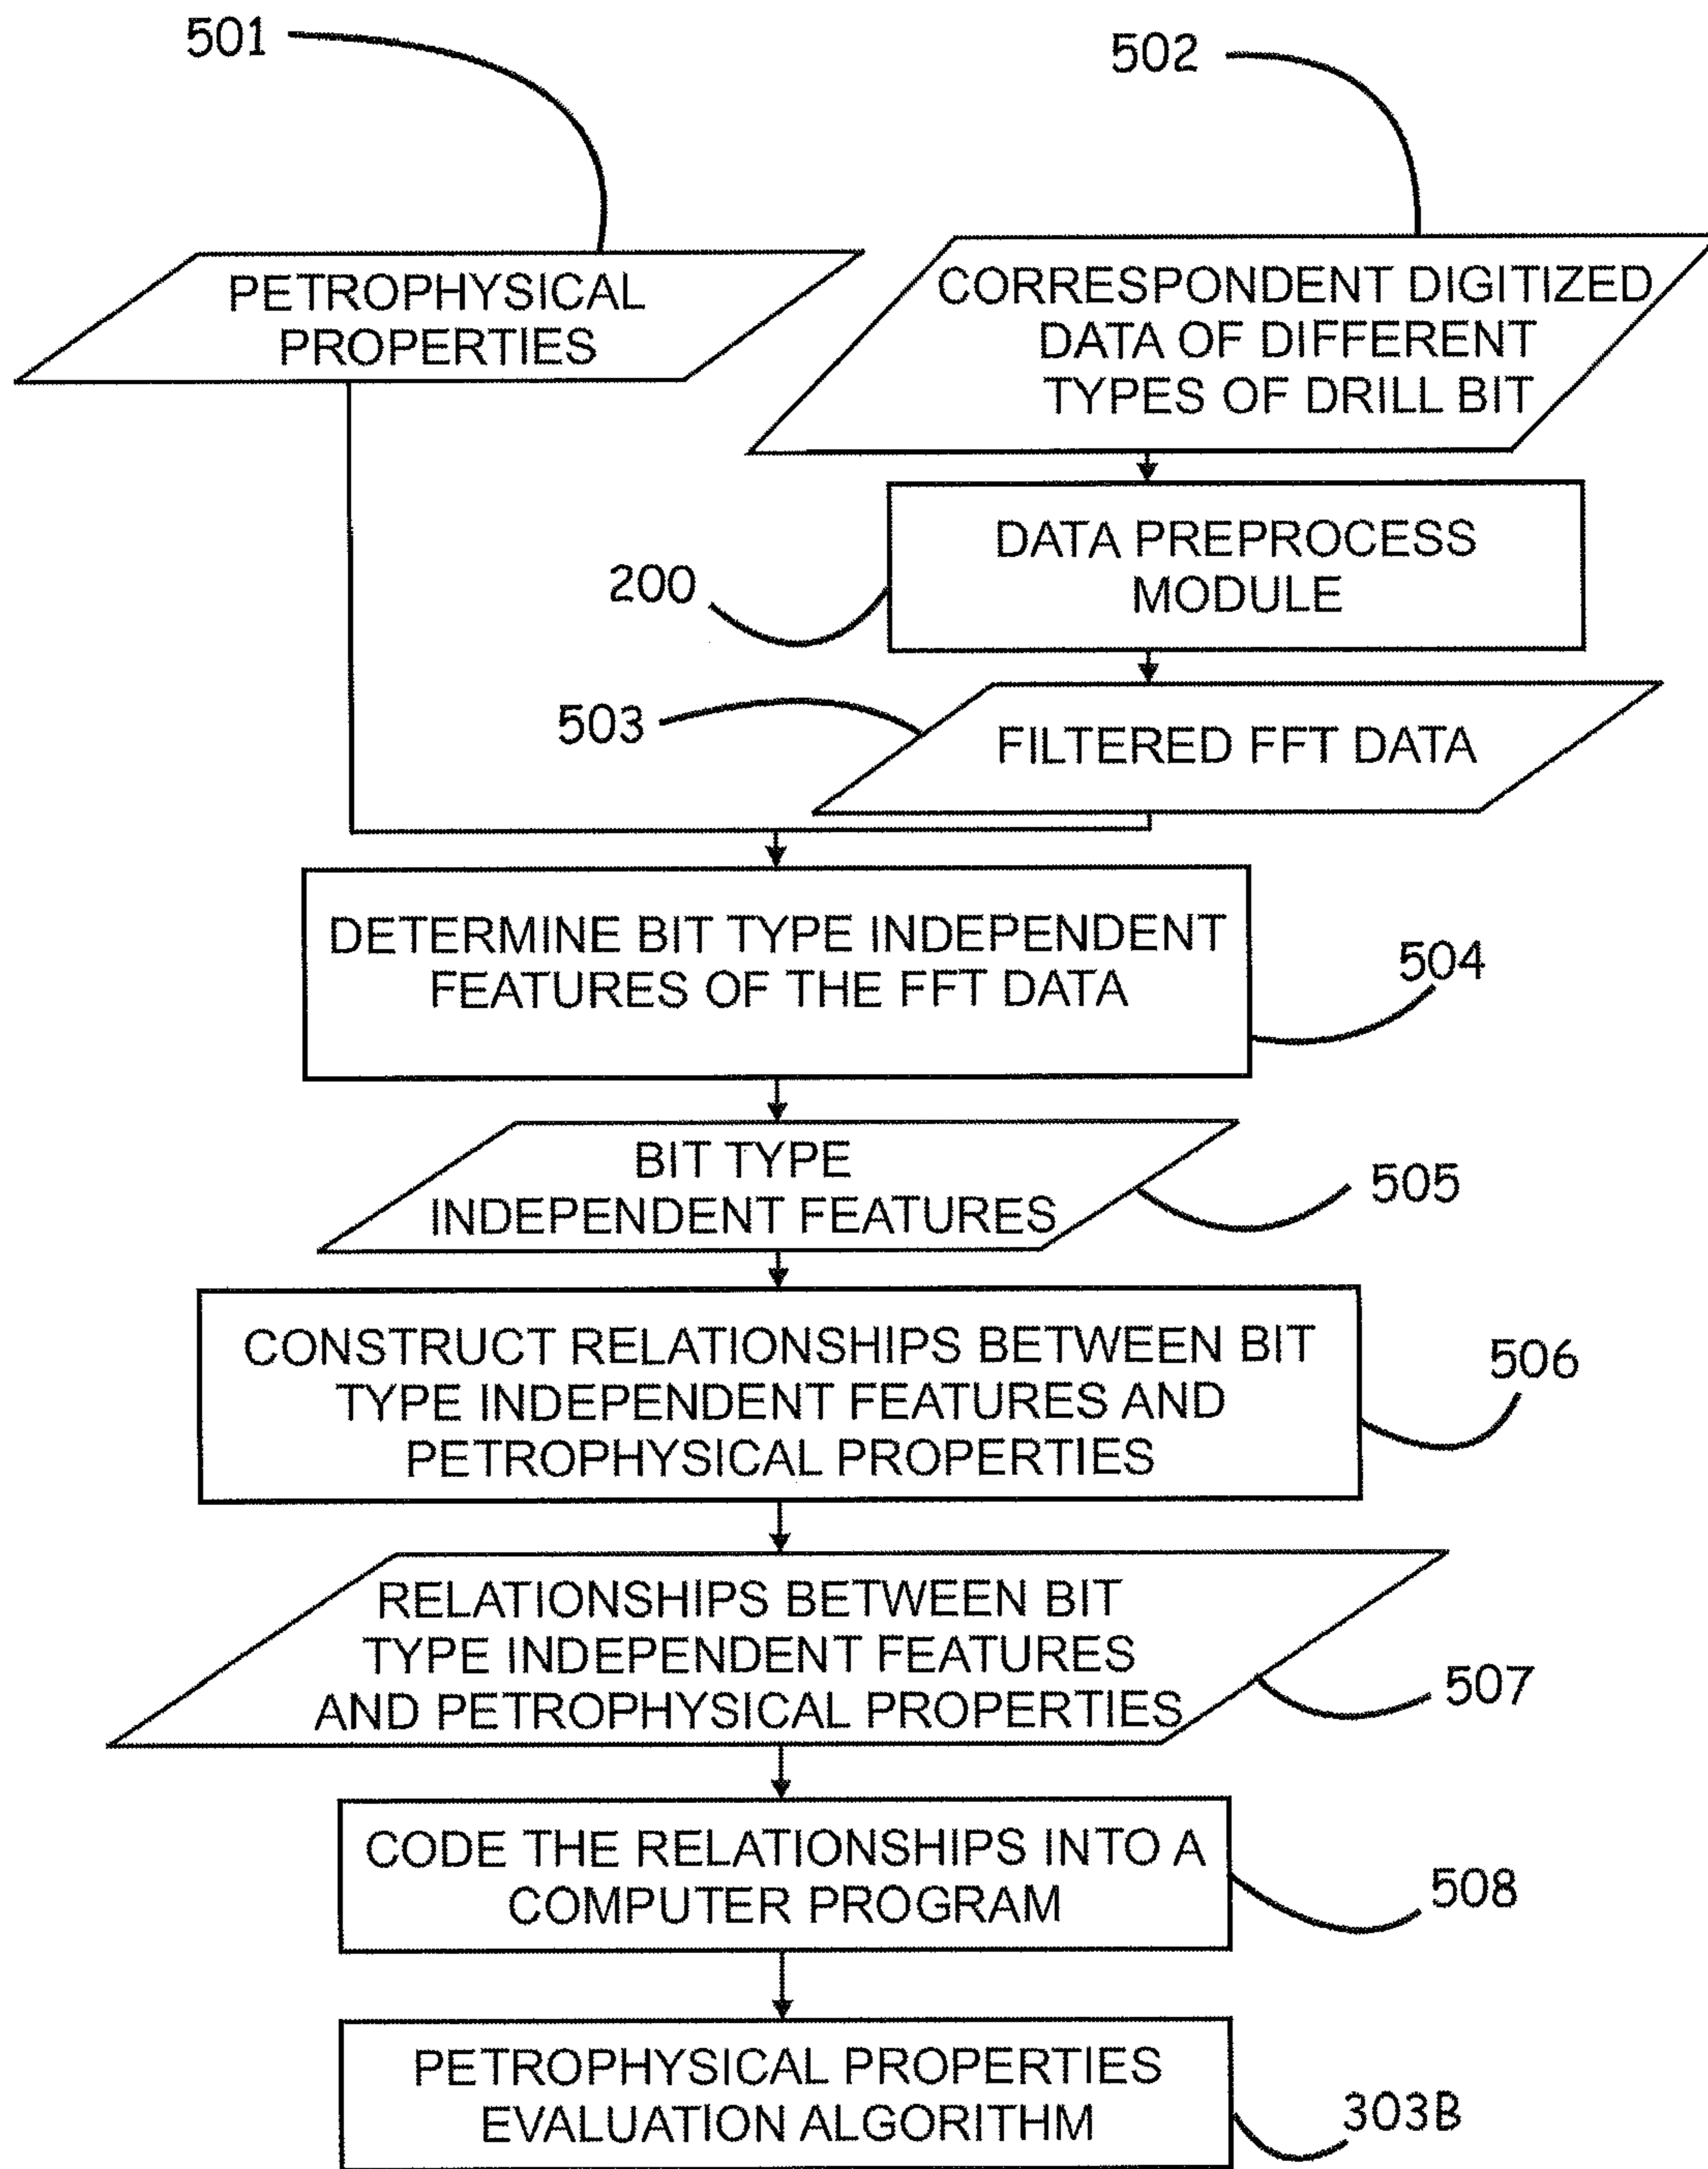 501
502
PETROPHYSICAL
PROPERTIES
CORRESPONDENT DIGITIZED
DATA OF DIFFERENT
TYPES OF DRILL BIT
200
DATA PREPROCESS
MODULE
503
FILTERED FFT DATA
DETERMINE BIT TYPE INDEPENDENT
FEATURES OF THE FFT DATA
504
BIT TYPE
INDEPENDENT FEATURES
505
CONSTRUCT RELATIONSHIPS BETWEEN BIT
TYPE INDEPENDENT FEATURES AND
PETROPHYSICAL PROPERTIES
506
RELATIONSHIPS BETWEEN BIT
TYPE INDEPENDENT FEATURES
AND PETROPHYSICAL PROPERTIES
507
CODE THE RELATIONSHIPS INTO A
COMPUTER PROGRAM
508
PETROPHYSICAL PROPERTIES
EVALUATION ALGORITHM
303B